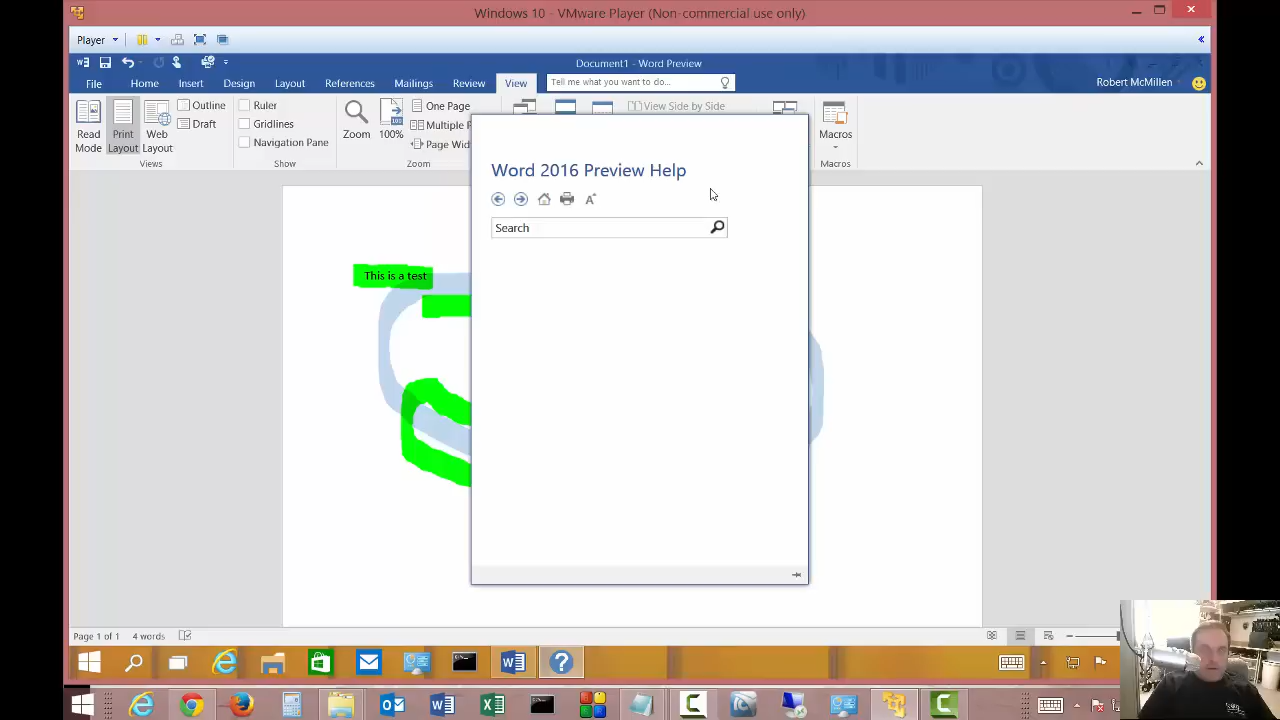 Windows 10 - VMware Player (Non-commercial use only)
Player
Document1 - Word Preview
File Home Insert Design Layout References Mailings Review View Tell me what you want to do... Robert McMillen
Read Mode
Print Layout
Web Layout
Outline
Draft
Views
Ruler
Gridlines
Navigation Pane
Show
Zoom
100%
One Page
Multiple P
Page Wid
Zoom
View Side by Side
Macros
Macros
Word 2016 Preview Help
Search
This is a test
Page 1 of 1 4 words